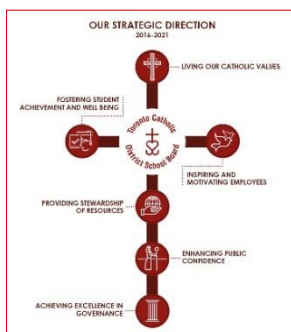 OUR STRATEGIC DIRECTION
2016-2021
LIVING OUR CATHOLIC VALUES
FOSTERING STUDENT
ACHIEVEMENT AND WELL BEING
Toronto Catholic
District School Board
INSPIRING AND
MOTIVATING EMPLOYEES
PROVIDING STEWARDSHIP
OF RESOURCES
ENHANCING PUBLIC
CONFIDENCE
ACHIEVING EXCELLENCE IN
GOVERNANCE